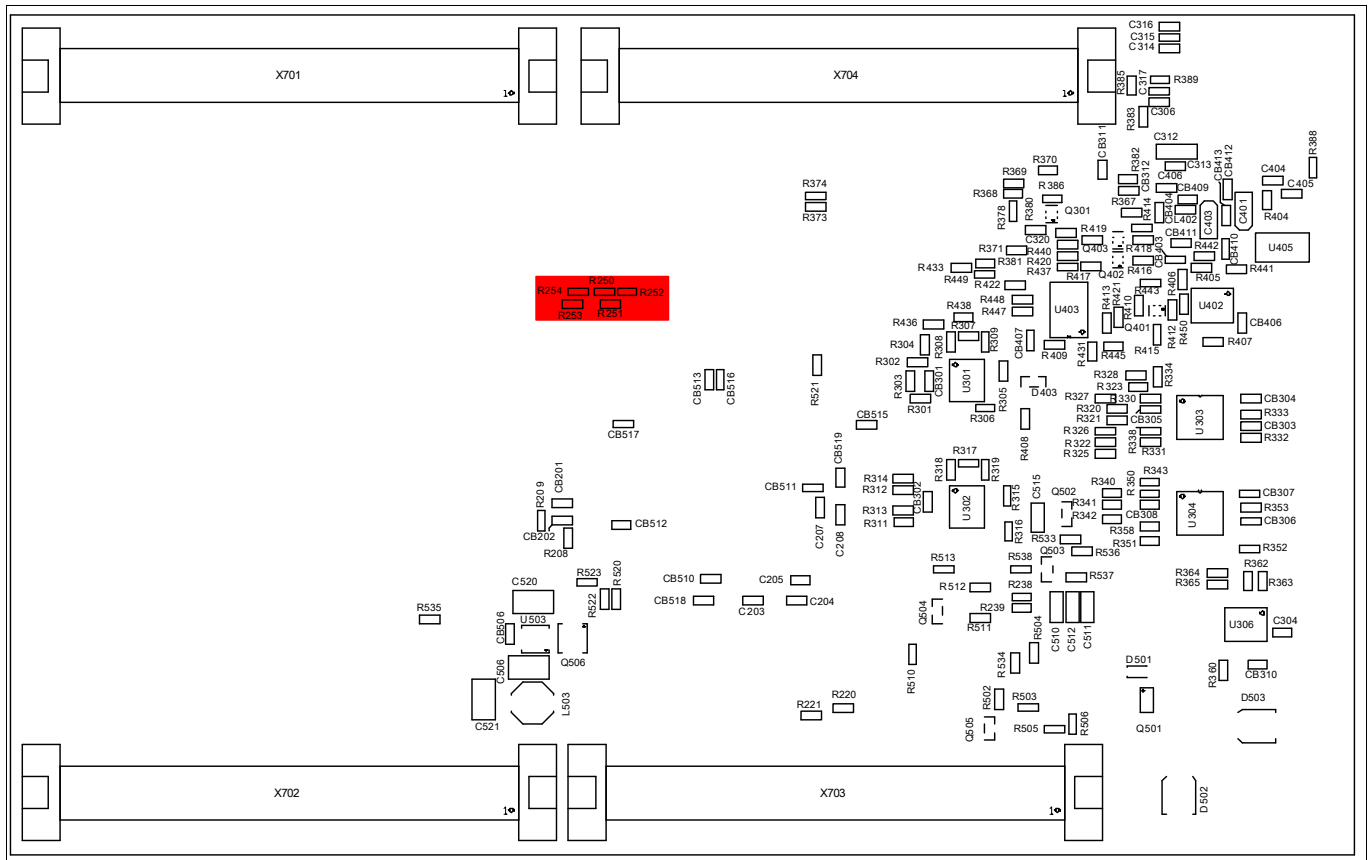 C316
C315
C314
X701
X704
R385
C317
R389
1
1
C306
R383
C312
R388
CB311
R382
CB312
C313
CB413
CB412
R370
R369
C406
C404
C405
R374
R368
R386
R380
R367
R414
CB404
CB409
L402
C403
C401
R404
R373
R378
Q301
C320
R419
R418
CB403
CB411
R442
CB410
U405
R371
R381
R440
R420
R437
Q403
Q402
R416
R433
R449
R422
R417
R405
R441
R406
R443
R254
R250
R252
R253
R251
R448
R447
U403
R413
R421
R410
U402
R438
R436
R307
R308
R309
CB407
R409
R431
R445
Q401
R415
R412
R450
CB406
R407
R304
R302
R303
CB301
U301
R305
R301
R306
D403
R408
R328
R323
R334
CB513
CB516
R521
R327
R330
R320
R321
CB305
U303
CB304
R333
CB303
R332
CB515
CB517
R326
R322
R325
R338
R331
CB519
R317
R318
R319
R314
R312
CB302
CB511
R313
R311
U302
R315
R316
C515
Q502
R340
R341
R342
R350
R343
CB308
R358
R351
U304
CB307
R353
CB306
R352
R209
CB201
CB202
R208
CB512
C207
C208
R533
R536
Q503
R538
R537
R513
R512
R238
R239
R364
R365
R362
R363
R523
C520
R522
R520
CB510
C205
CB518
C203
C204
Q504
R511
R535
CB506
U503
Q506
C510
C512
C511
U306
C304
C506
R510
R534
R504
D501
R360
CB310
C521
L503
R221
R220
R502
R503
Q505
R505
R506
Q501
D503
X702
X703
1
1
D502